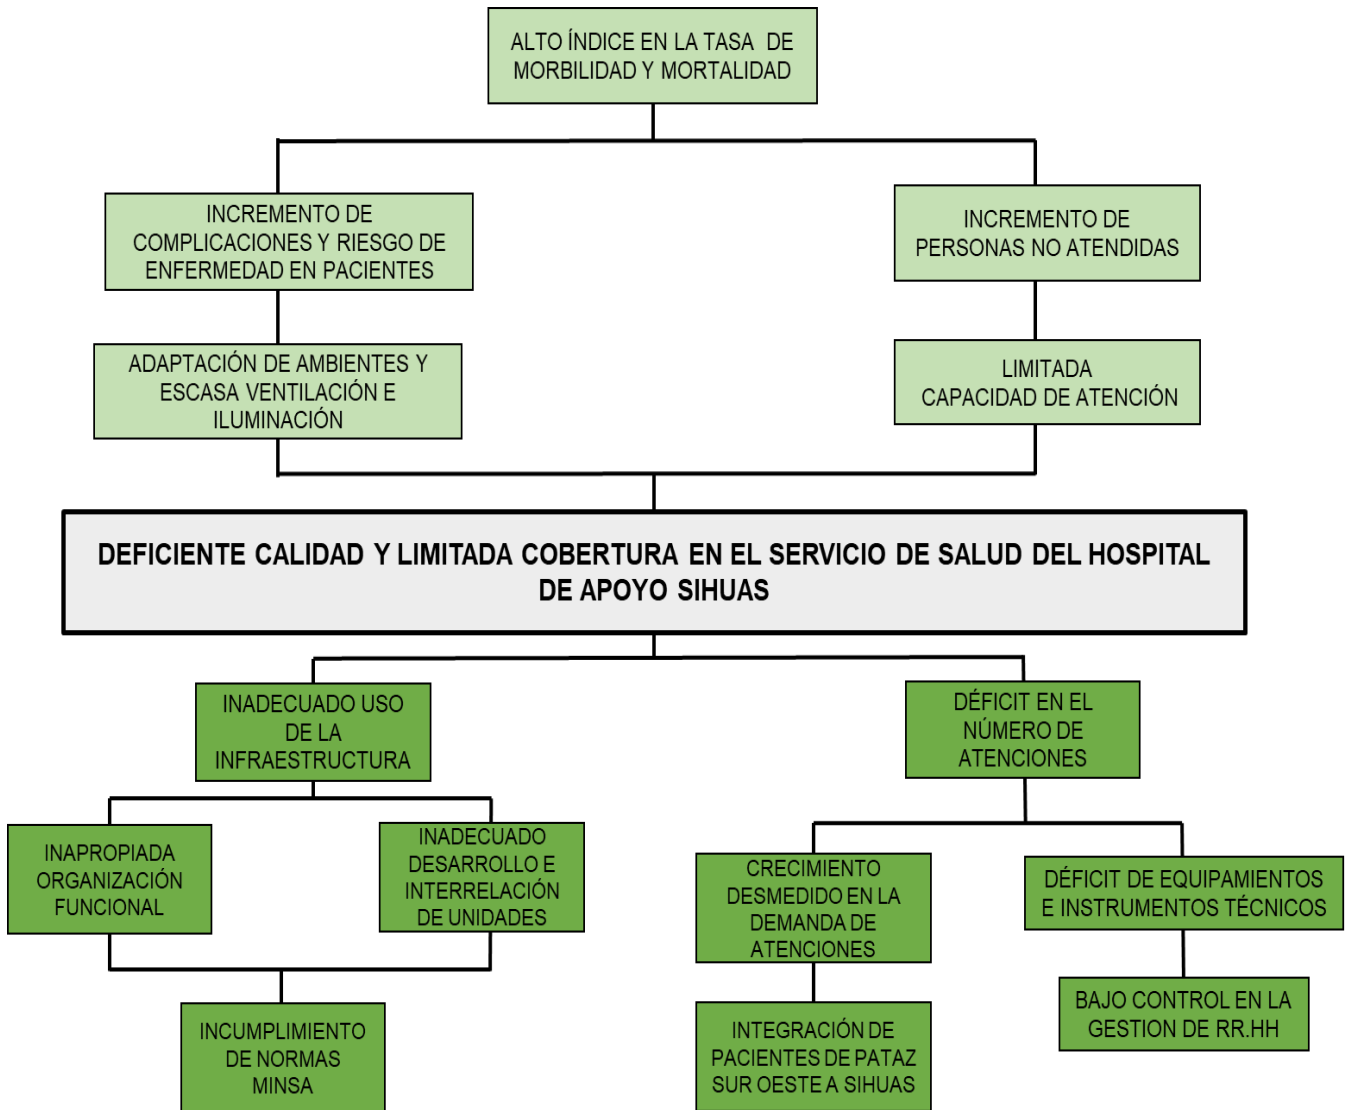 ALTO ÍNDICE EN LA TASA DE
MORBILIDAD Y MORTALIDAD
INCREMENTO DE
COMPLICACIONES Y RIESGO DE
ENFERMEDAD EN PACIENTES
INCREMENTO DE
PERSONAS NO ATENDIDAS
ADAPTACIÓN DE AMBIENTES Y
ESCASA VENTILACIÓN E
ILUMINACIÓN
LIMITADA
CAPACIDAD DE ATENCIÓN
DEFICIENTE CALIDAD Y LIMITADA COBERTURA EN EL SERVICIO DE SALUD DEL HOSPITAL
DE APOYO SIHUAS
INADECUADO USO
DE LA
INFRAESTRUCTURA
DÉFICIT EN EL
NÚMERO DE
ATENCIONES
INAPROPIADA
ORGANIZACIÓN
FUNCIONAL
INADECUADO
DESARROLLO E
INTERRELACIÓN
DE UNIDADES
CRECIMIENTO
DESMEDIDO EN LA
DEMANDA DE
ATENCIONES
DÉFICIT DE EQUIPAMIENTOS
E INSTRUMENTOS TÉCNICOS
INCUMPLIMIENTO
DE NORMAS
MINSA
INTEGRACIÓN DE
PACIENTES DE PATAZ
SUR OESTE A SIHUAS
BAJO CONTROL EN LA
GESTION DE RR.HH